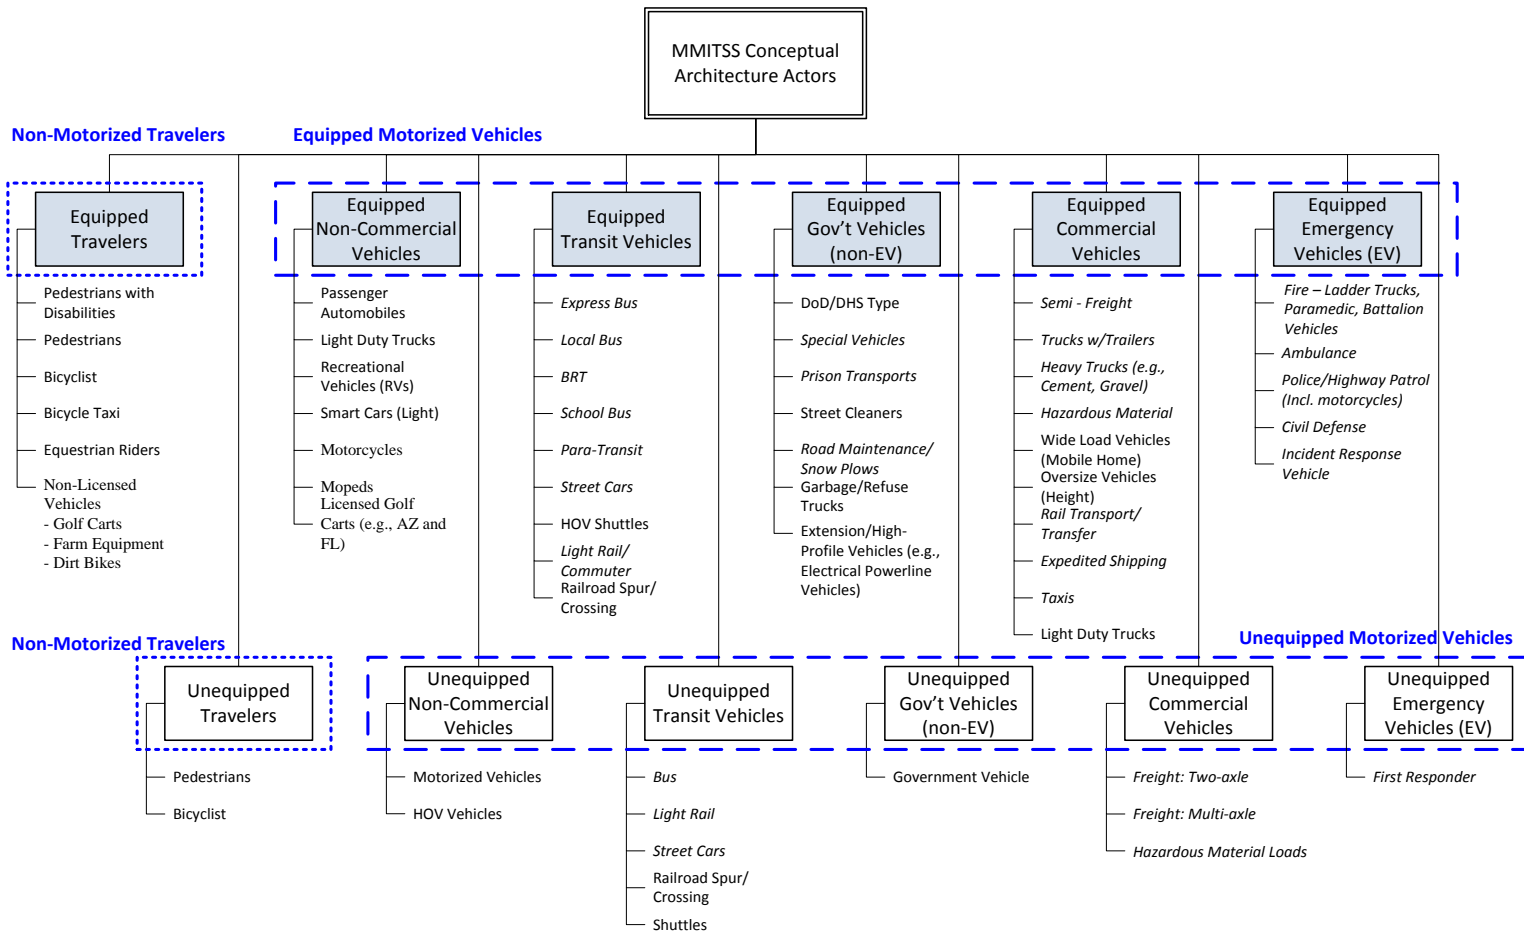 MMITSS Conceptual
Architecture Actors
Non-Motorized Travelers
Equipped Motorized Vehicles
Equipped
Travelers
Pedestrians with
Disabilities
Pedestrians
Bicyclist
Bicycle Taxi
Equestrian Riders
Non-Licensed
Vehicles
- Golf Carts
- Farm Equipment
- Dirt Bikes
Equipped
Non-Commercial
Vehicles
Passenger
Automobiles
Light Duty Trucks
Recreational
Vehicles (RVs)
Smart Cars (Light)
Motorcycles
Mopeds
Licensed Golf
Carts (e.g., AZ and
FL)
Equipped
Transit Vehicles
Express Bus
Local Bus
BRT
School Bus
Para-Transit
Street Cars
HOV Shuttles
Light Rail/
Commuter
Railroad Spur/
Crossing
Equipped
Gov't Vehicles
(non-EV)
DoD/DHS Type
Special Vehicles
Prison Transports
Street Cleaners
Road Maintenance/
Snow Plows
Garbage/Refuse
Trucks
Extension/High-
Profile Vehicles (e.g.,
Electrical Powerline
Vehicles)
Equipped
Commercial
Vehicles
Semi - Freight
Trucks w/Trailers
Heavy Trucks (e.g.,
Cement, Gravel)
Hazardous Material
Wide Load Vehicles
(Mobile Home)
Oversize Vehicles
(Height)
Rail Transport/
Transfer
Expedited Shipping
Taxis
Light Duty Trucks
Equipped
Emergency
Vehicles (EV)
Fire – Ladder Trucks,
Paramedic, Battalion
Vehicles
Ambulance
Police/Highway Patrol
(Incl. motorcycles)
Civil Defense
Incident Response
Vehicle
Non-Motorized Travelers
Unequipped Motorized Vehicles
Unequipped
Travelers
Pedestrians
Bicyclist
Unequipped
Non-Commercial
Vehicles
Motorized Vehicles
HOV Vehicles
Unequipped
Transit Vehicles
Bus
Light Rail
Street Cars
Railroad Spur/
Crossing
Shuttles
Unequipped
Gov't Vehicles
(non-EV)
Government Vehicle
Unequipped
Commercial
Vehicles
Freight: Two-axle
Freight: Multi-axle
Hazardous Material Loads
Unequipped
Emergency
Vehicles (EV)
First Responder